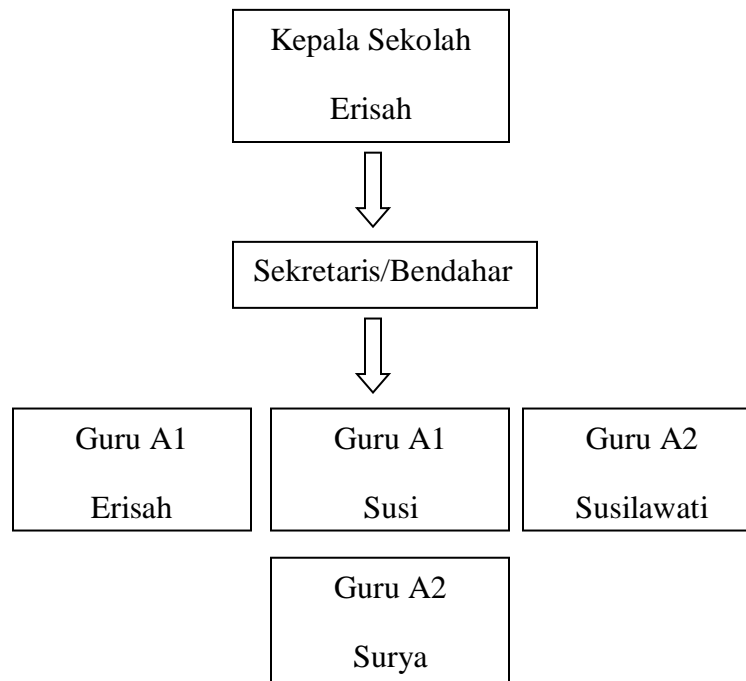 Kepala Sekolah
Erisah
Sekretaris/Bendahar
Guru A1
Erisah
Guru A1
Susi
Guru A2
Susilawati
Guru A2
Surya